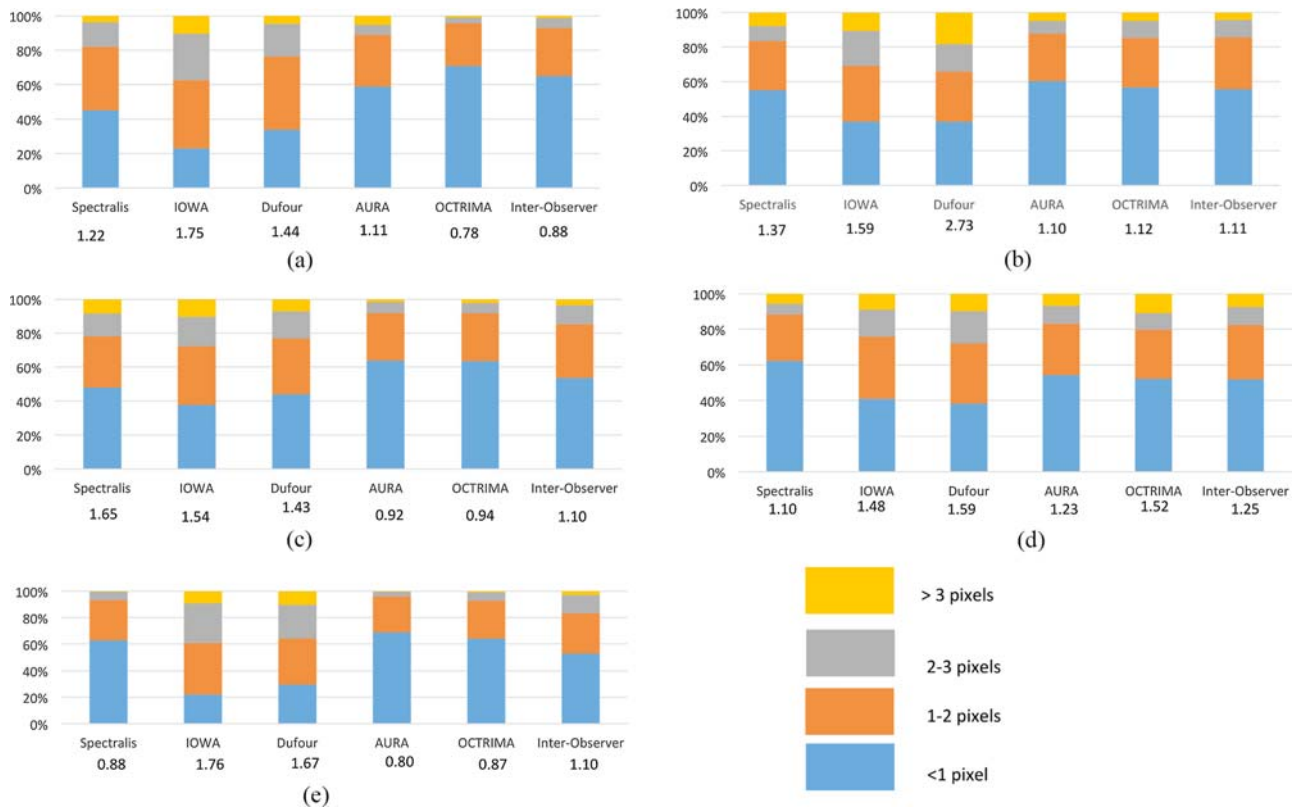 100%
80%
60%
40%
20%
0%
Spectralis IOWA Dufour AURA OCTRIMA Inter-Observer
1.22 1.75 1.44 1.11 0.78 0.88
(a)
100%
80%
60%
40%
20%
0%
Spectralis IOWA Dufour AURA OCTRIMA Inter-Observer
1.37 1.59 2.73 1.10 1.12 1.11
(b)
100%
80%
60%
40%
20%
0%
Spectralis IOWA Dufour AURA OCTRIMA Inter-Observer
1.65 1.54 1.43 0.92 0.94 1.10
(c)
100%
80%
60%
40%
20%
0%
Spectralis IOWA Dufour AURA OCTRIMA Inter-Observer
1.10 1.48 1.59 1.23 1.52 1.25
(d)
100%
80%
60%
40%
20%
0%
Spectralis IOWA Dufour AURA OCTRIMA Inter-Observer
0.88 1.76 1.67 0.80 0.87 1.10
(e)
> 3 pixels
2-3 pixels
1-2 pixels
<1 pixel